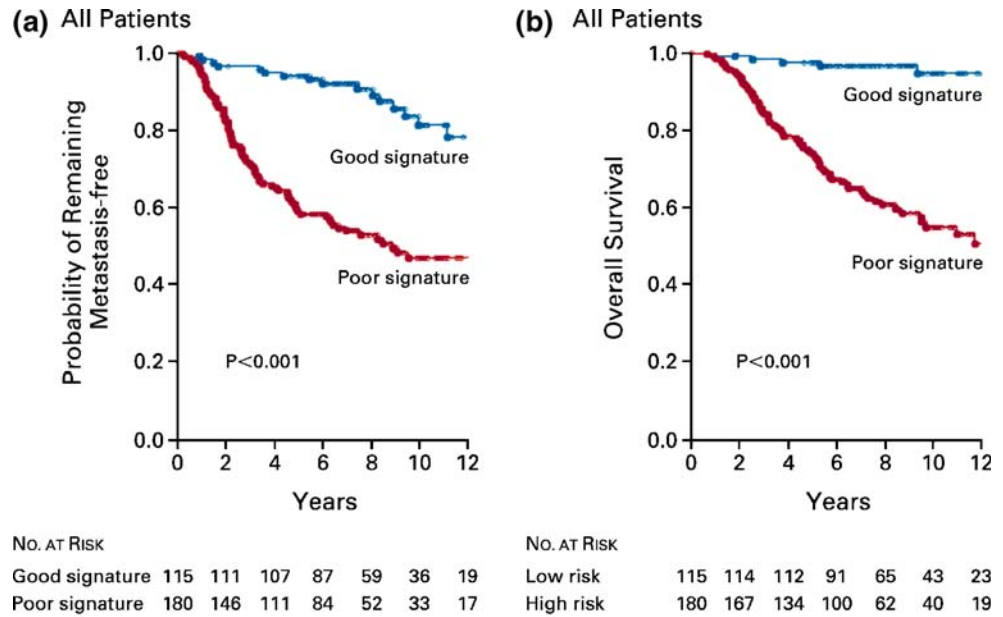 (a) All Patients
Probability of Remaining
Metastasis-free
1.0
0.8
0.6
0.4
0.2
0.0
Good signature
Poor signature
P<0.001
0 2 4 6 8 10 12
Years
No. at Risk
Good signature 115 111 107 87 59 36 19
Poor signature 180 146 111 84 52 33 17
(b) All Patients
Overall Survival
1.0
0.8
0.6
0.4
0.2
0.0
Good signature
Poor signature
P<0.001
0 2 4 6 8 10 12
Years
No. at Risk
Low risk 115 114 112 91 65 43 23
High risk 180 167 134 100 62 40 19